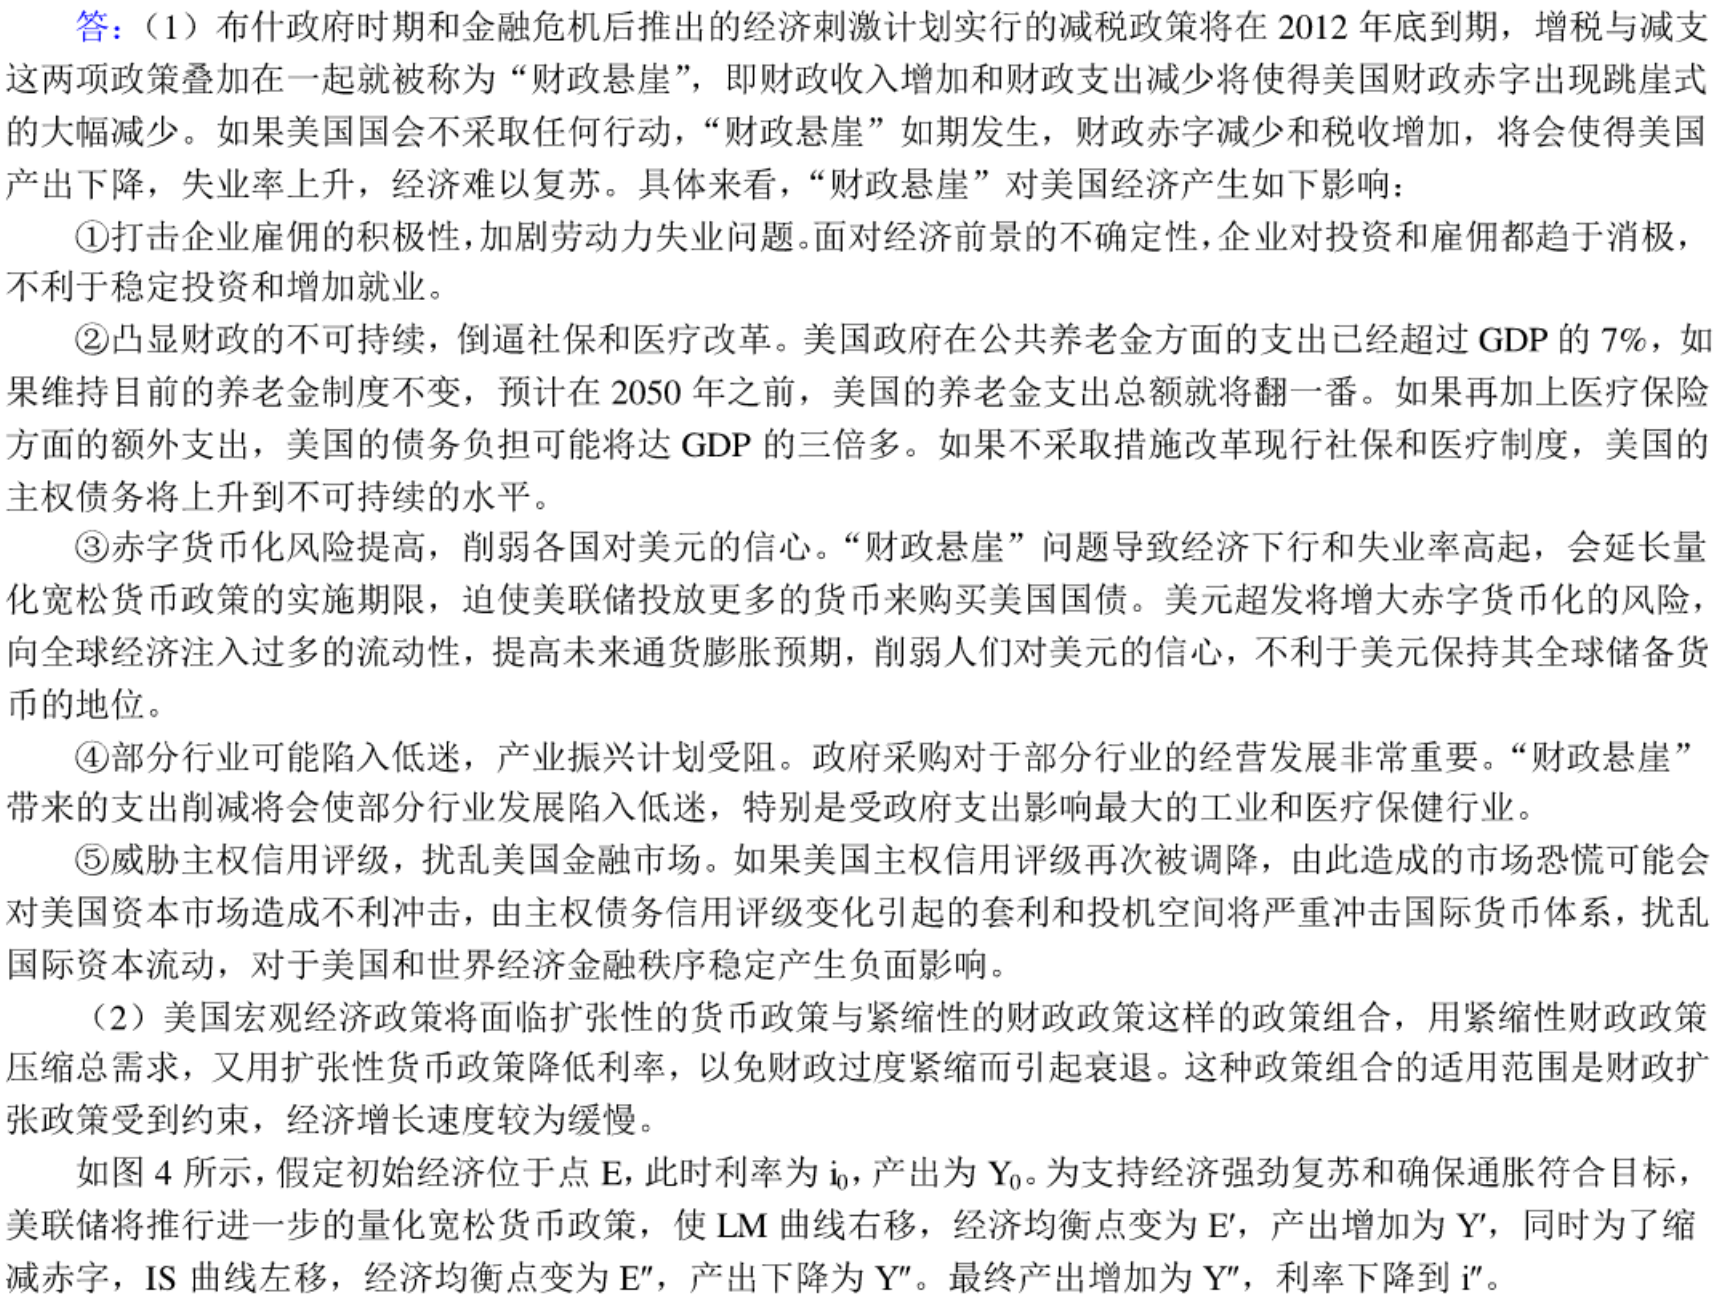 答：（1）布什政府时期和金融危机后推出的经济刺激计划实行的减税政策将在 2012 年底到期，增税与减支
这两项政策叠加在一起就被称为“财政悬崖”，即财政收入增加和财政支出减少将使得美国财政赤字出现跳崖式
的大幅减少。如果美国国会不采取任何行动，“财政悬崖”如期发生，财政赤字减少和税收增加，将会使得美国
产出下降，失业率上升，经济难以复苏。具体来看，“财政悬崖”对美国经济产生如下影响：
①打击企业雇佣的积极性，加剧劳动力失业问题。面对经济前景的不确定性，企业对投资和雇佣都趋于消极，
不利于稳定投资和增加就业。
②凸显财政的不可持续，倒逼社保和医疗改革。美国政府在公共养老金方面的支出已经超过 GDP 的 7%，如
果维持目前的养老金制度不变，预计在 2050 年之前，美国的养老金支出总额就将翻一番。如果再加上医疗保险
方面的额外支出，美国的债务负担可能将达 GDP 的三倍多。如果不采取措施改革现行社保和医疗制度，美国的
主权债务将上升到不可持续的水平。
③赤字货币化风险提高，削弱各国对美元的信心。“财政悬崖”问题导致经济下行和失业率高起，会延长量
化宽松货币政策的实施期限，迫使美联储投放更多的货币来购买美国国债。美元超发将增大赤字货币化的风险，
向全球经济注入过多的流动性，提高未来通货膨胀预期，削弱人们对美元的信心，不利于美元保持其全球储备货
币的地位。
④部分行业可能陷入低迷，产业振兴计划受阻。政府采购对于部分行业的经营发展非常重要。“财政悬崖”
带来的支出削减将会使部分行业发展陷入低迷，特别是受政府支出影响最大的工业和医疗保健行业。
⑤威胁主权信用评级，扰乱美国金融市场。如果美国主权信用评级再次被调降，由此造成的市场恐慌可能会
对美国资本市场造成不利冲击，由主权债务信用评级变化引起的套利和投机空间将严重冲击国际货币体系，扰乱
国际资本流动，对于美国和世界经济金融秩序稳定产生负面影响。
（2）美国宏观经济政策将面临扩张性的货币政策与紧缩性的财政政策这样的政策组合，用紧缩性财政政策
压缩总需求，又用扩张性货币政策降低利率，以免财政过度紧缩而引起衰退。这种政策组合的适用范围是财政扩
张政策受到约束，经济增长速度较为缓慢。
如图 4 所示，假定初始经济位于点 E，此时利率为 i₀，产出为 Y₀。为支持经济强劲复苏和确保通胀符合目标，
美联储将推行进一步的量化宽松货币政策，使 LM 曲线右移，经济均衡点变为 E′，产出增加为 Y′，同时为了缩
减赤字，IS 曲线左移，经济均衡点变为 E″，产出下降为 Y″。最终产出增加为 Y″，利率下降到 i″。